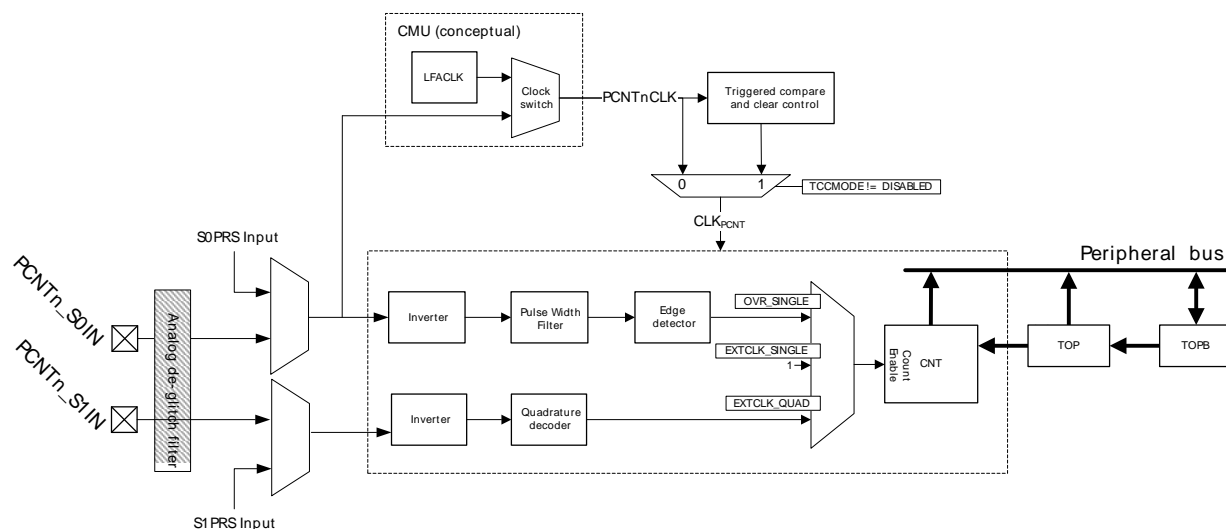 CMU (conceptual)
LFACLK
Clock
switch
PCNTnCLK
Triggered compare
and clear control
0 1
TCCMODE != DISABLED
CLKPCNT
S0PRS Input
PCNTn_S0IN
PCNTn_S1IN
Analog de-glitch filter
S1PRS Input
Inverter
Pulse Width
Filter
Edge
detector
OVR_SINGLE
EXTCLK_SINGLE
1
Inverter
Quadrature
decoder
EXTCLK_QUAD
Count
Enable
CNT
Peripheral bus
TOP
TOPB